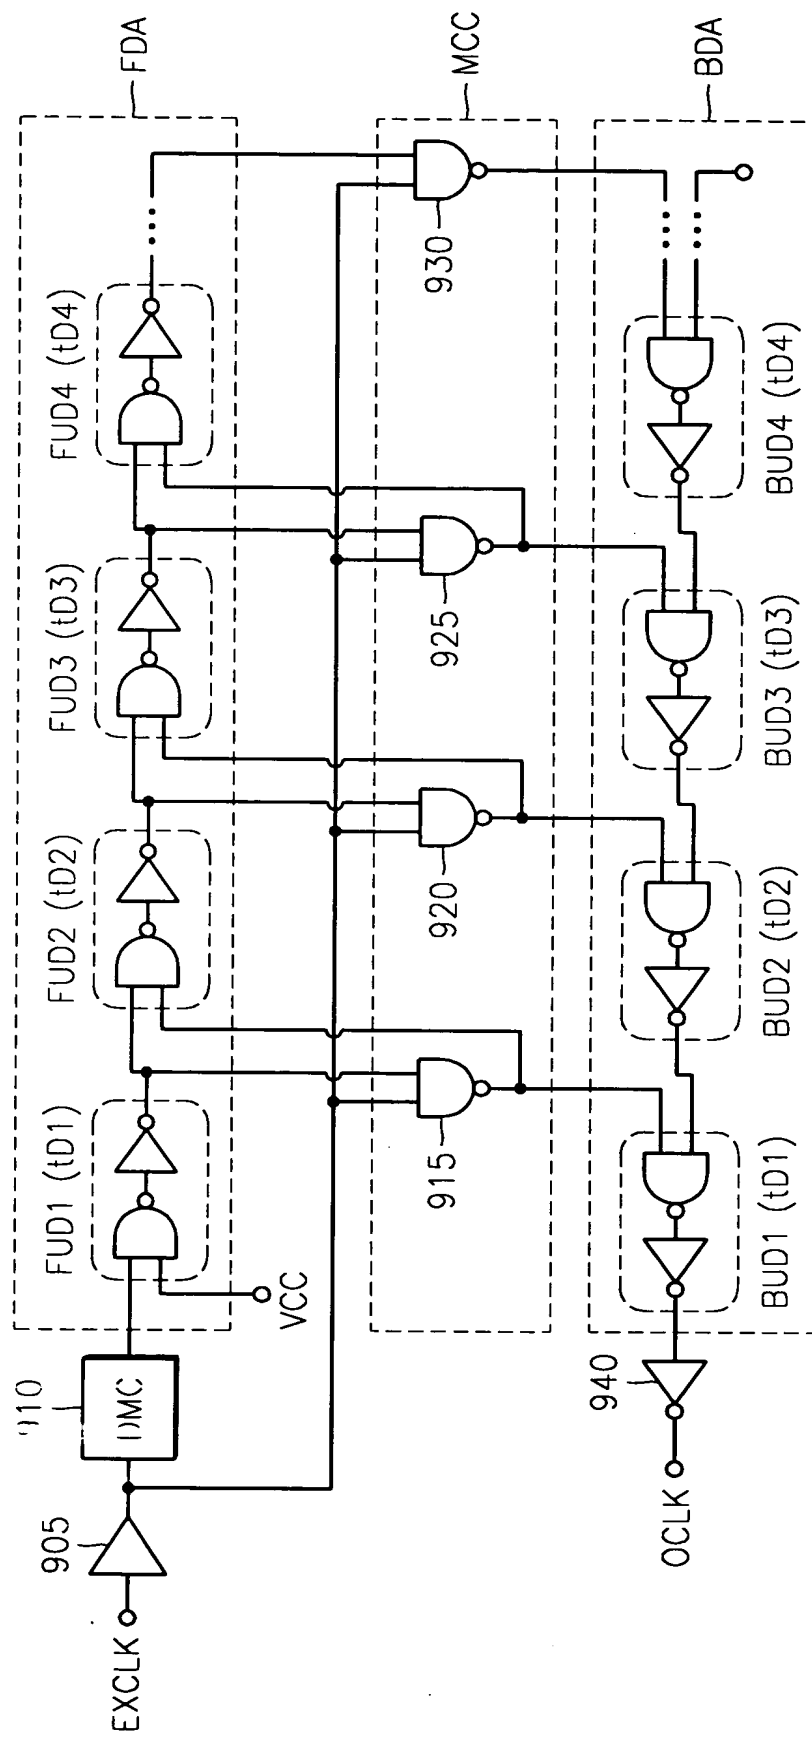 FDA
FUD1 (tD1)
FUD2 (tD2)
FUD3 (tD3)
FUD4 (tD4)
EXCLK
905
910
DMC
VCC
MCC
915
920
925
930
BDA
OCLK
940
BUD1 (tD1)
BUD2 (tD2)
BUD3 (tD3)
BUD4 (tD4)